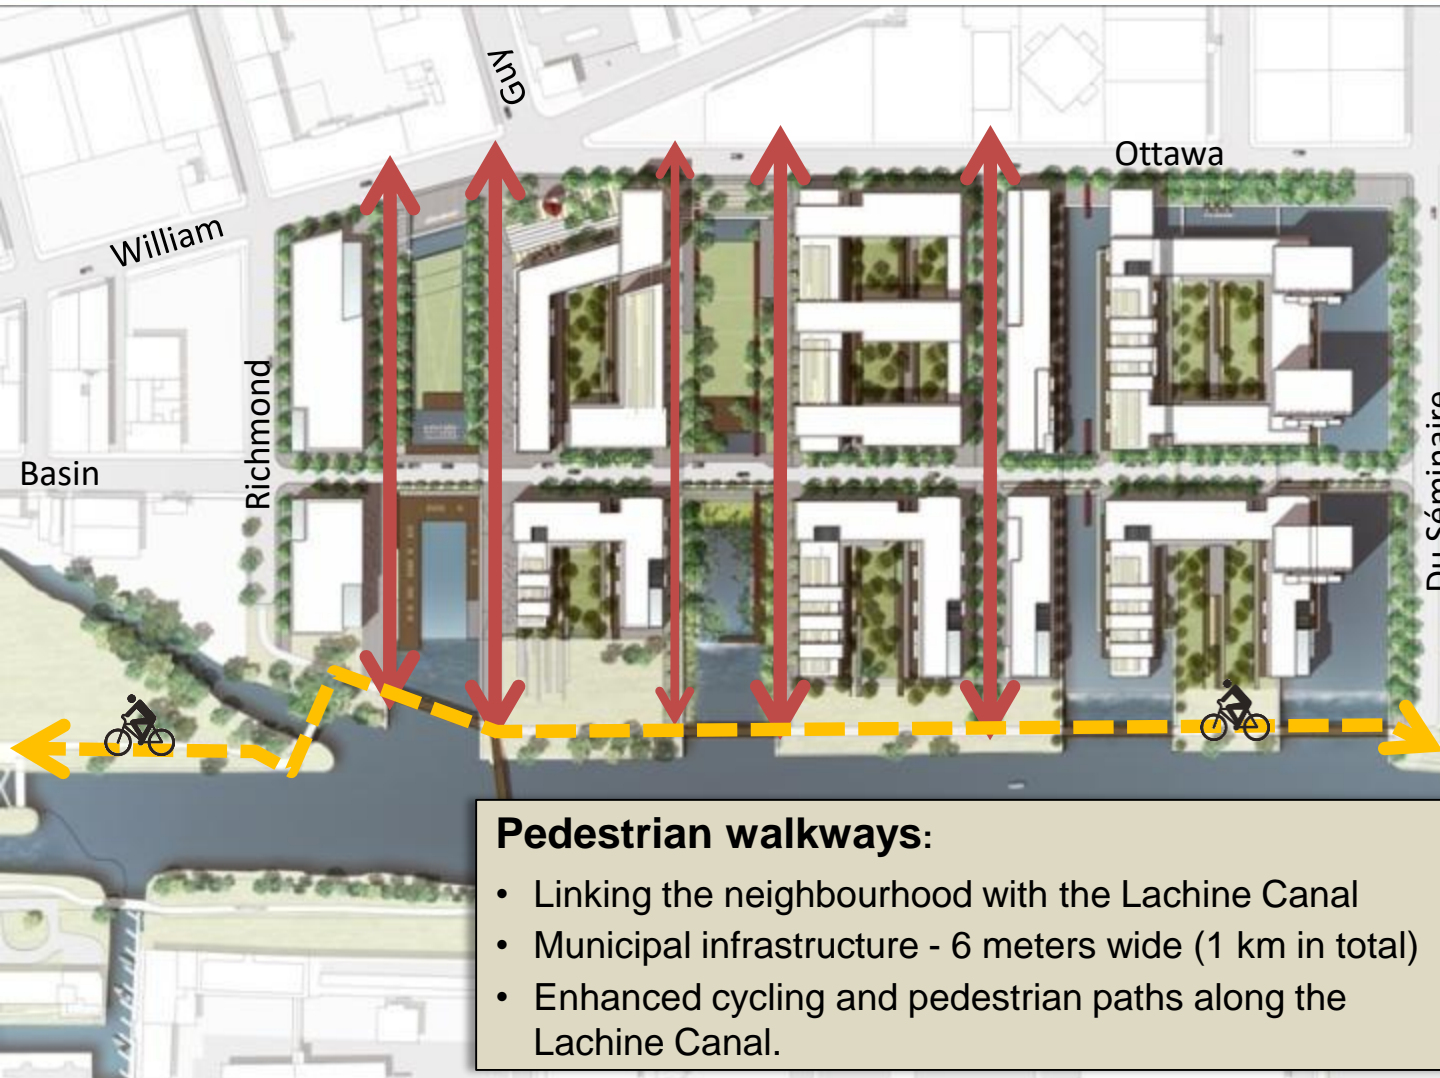 Guy
Ottawa
William
Richmond
Basin
Du Séminaire
Pedestrian walkways:
• Linking the neighbourhood with the Lachine Canal
• Municipal infrastructure - 6 meters wide (1 km in total)
• Enhanced cycling and pedestrian paths along the
Lachine Canal.